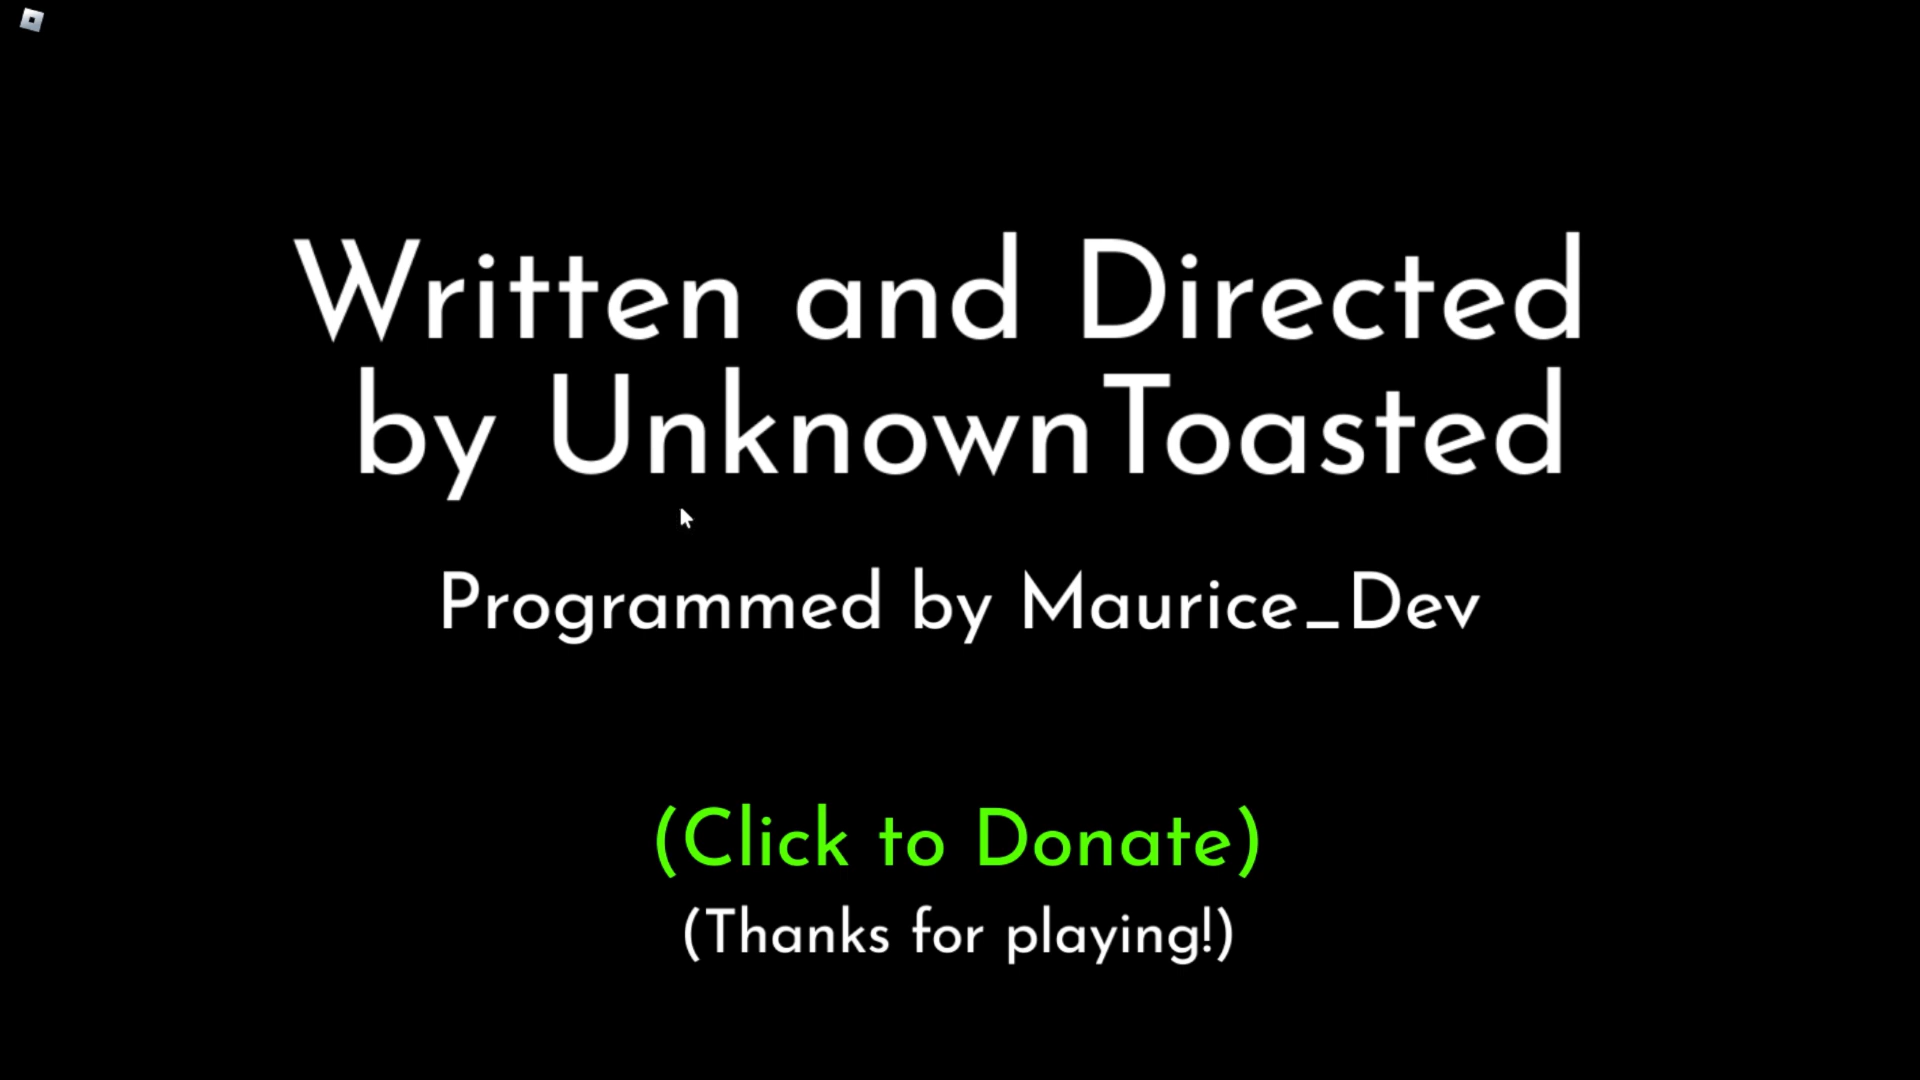 Written and Directed
by UnknownToasted
Programmed by Maurice_Dev
(Click to Donate)
(Thanks for playing!)